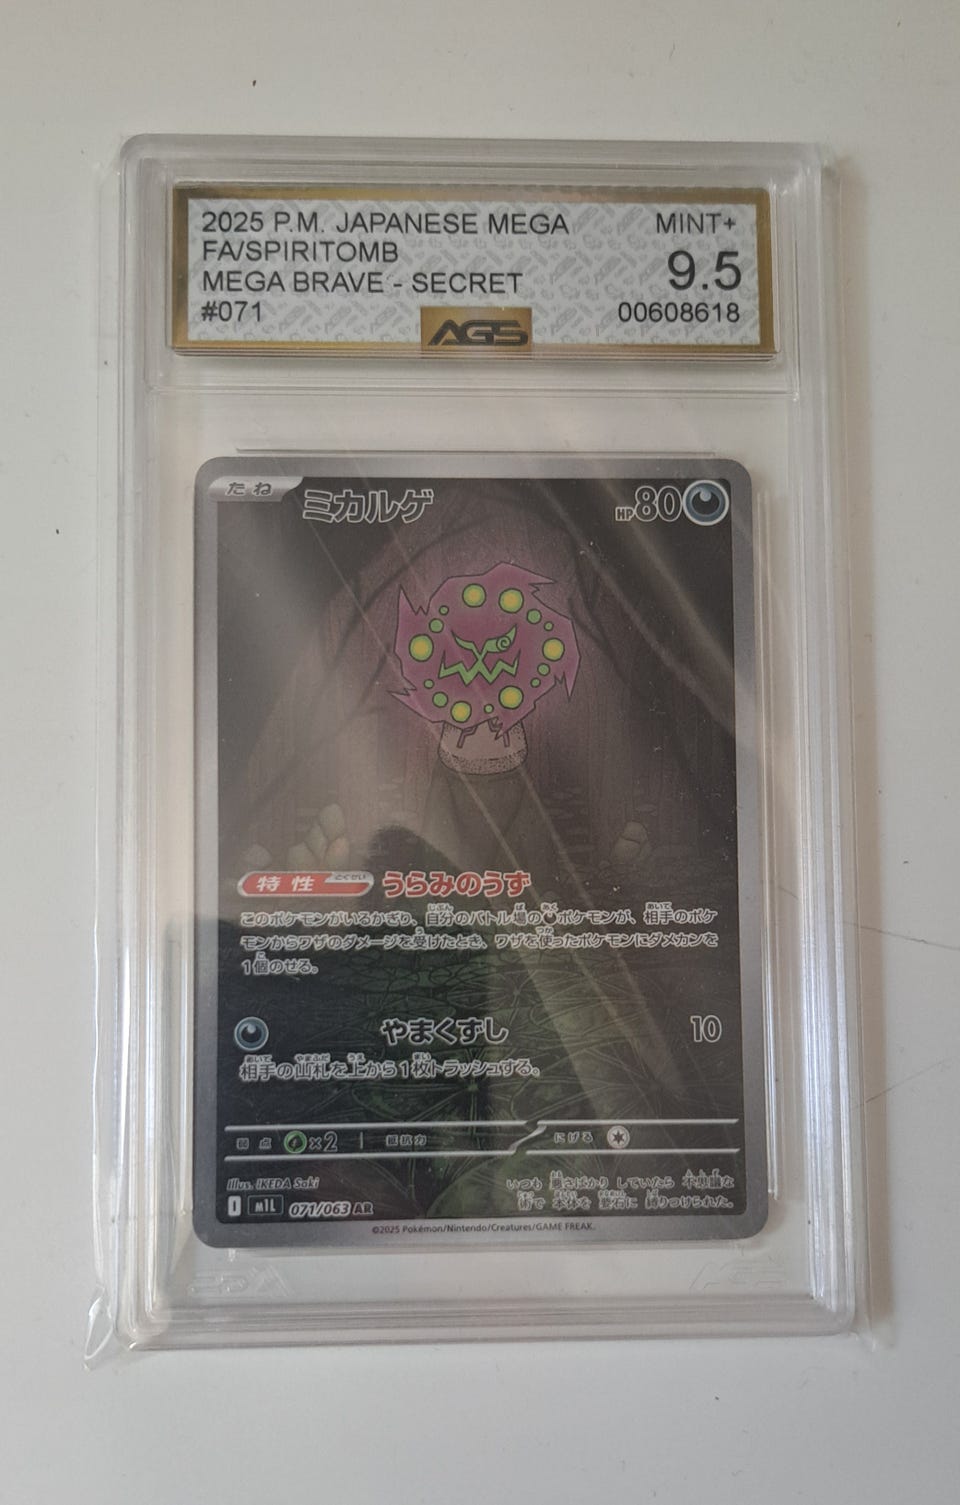 2025 P.M. JAPANESE MEGA MINT+
FA/SPIRITOMB 9.5
MEGA BRAVE - SECRET
#071 00608618
AGS
たね ミカルゲ HP80
特性 とくせい うらみのうず
このポケモンがいるかぎり、自分のバトル場の ポケモンが、相手のポケ
モンからワザのダメージを受けたとき、ワザを使ったポケモンにダメカンを
1個のせる。
やまくずし 10
相手の山札を上から1枚トラッシュする。
弱点 ×2 抵抗力 にげる
Illus. IKEDA Saki
いつも 悪さばかり していたら 不思議な
術で 本体を 要石に 縛りつけられた。
D m1L 071/063 AR
©2025 Pokémon/Nintendo/Creatures/GAME FREAK.
AGS